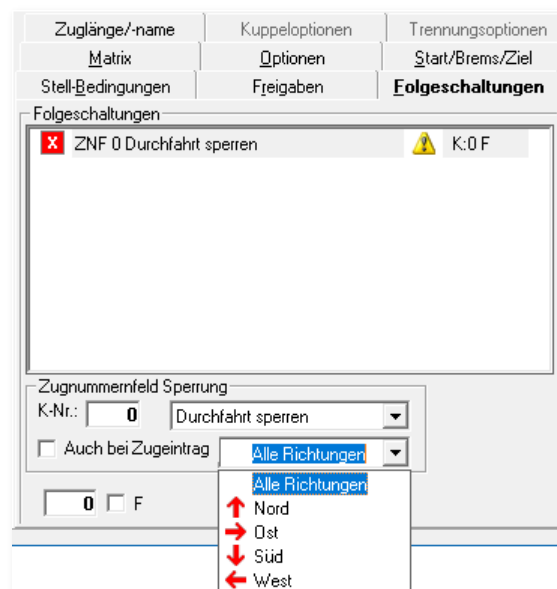 Zuglänge/-name Kuppeloptionen Trennungsoptionen
Matrix Optionen Start/Brems/Ziel
Stell-Bedingungen Freigaben Folgeschaltungen
Folgeschaltungen
X ZNF 0 Durchfahrt sperren K:0 F
Zugnummernfeld Sperrung
K-Nr.: 0 Durchfahrt sperren
Auch bei Zugeintrag Alle Richtungen
Alle Richtungen
0 F Nord
Ost
Süd
West